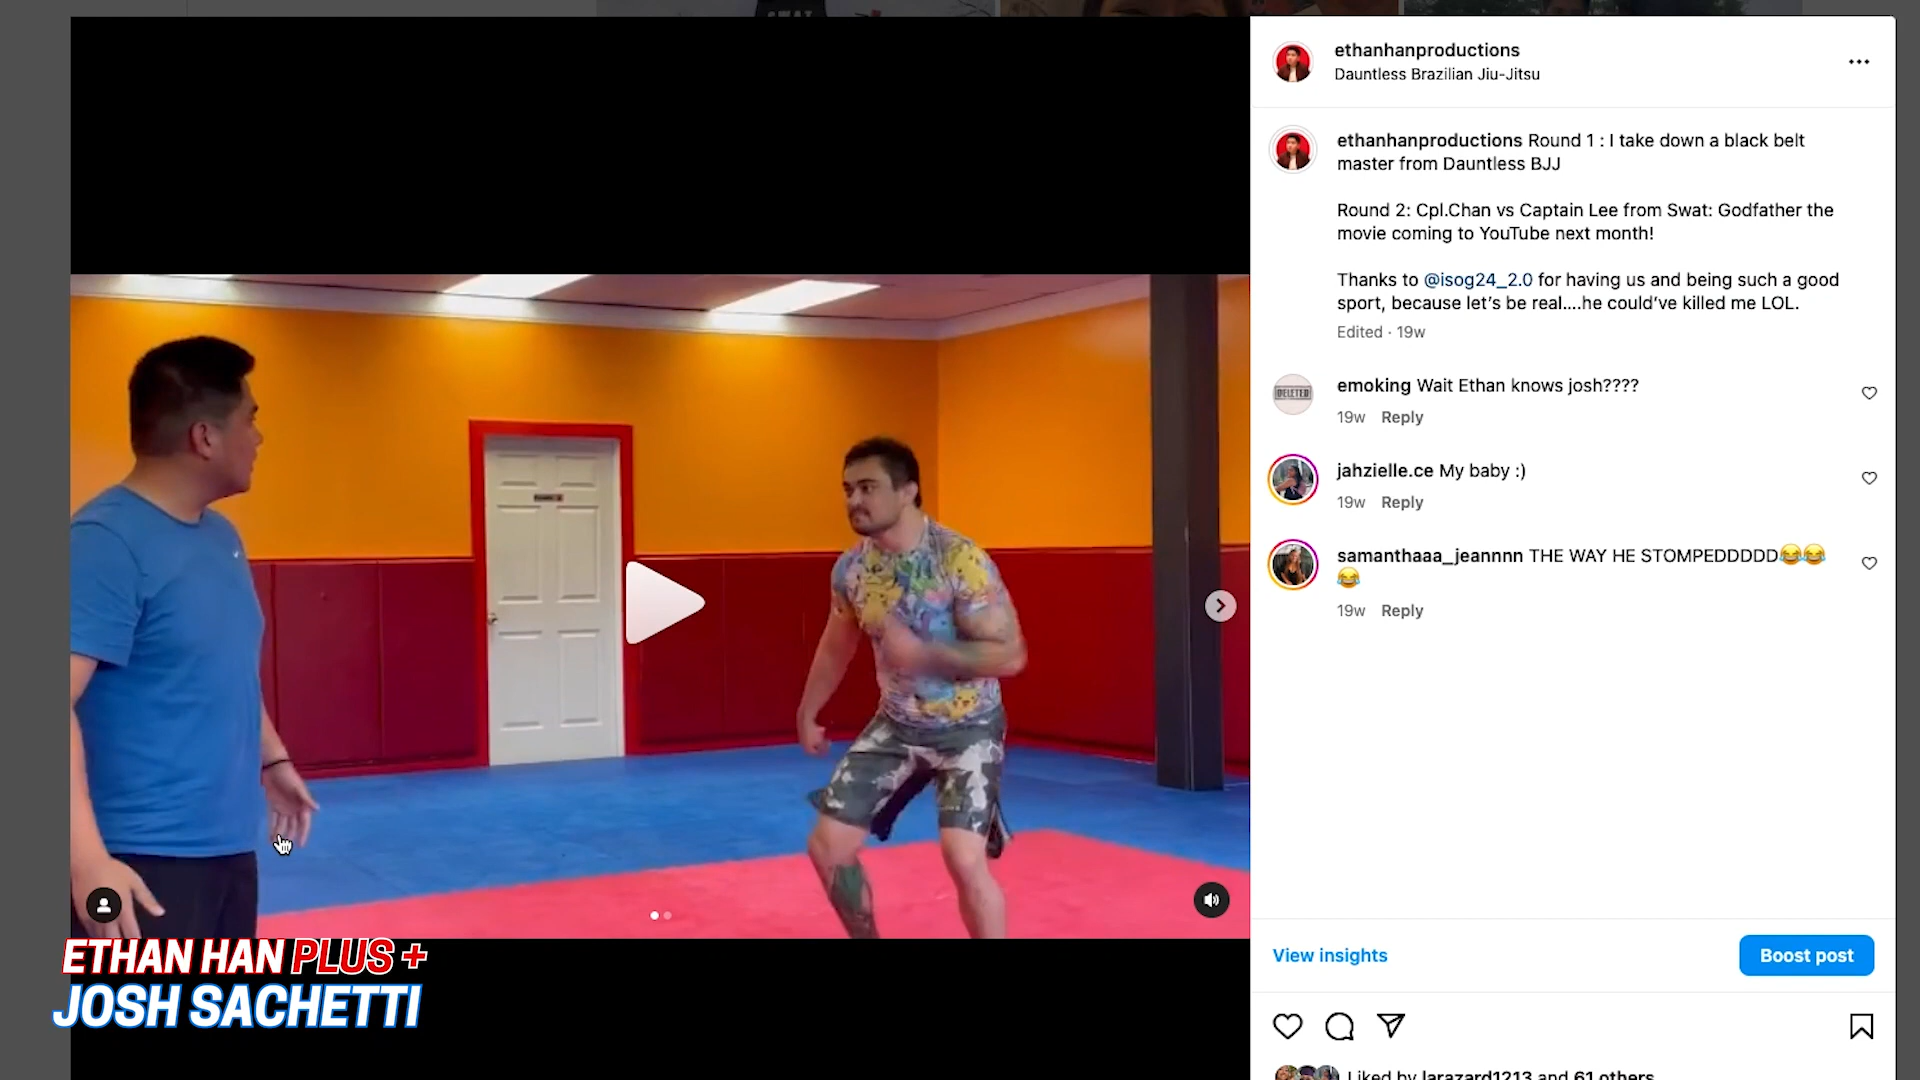 ethanhanproductions
Dauntless Brazilian Jiu-Jitsu
ethanhanproductions Round 1 : I take down a black belt
master from Dauntless BJJ
Round 2: Cpl.Chan vs Captain Lee from Swat: Godfather the
movie coming to YouTube next month!
Thanks to @isog24_2.0 for having us and being such a good
sport, because let’s be real....he could’ve killed me LOL.
Edited · 19w
DELETED
emoking Wait Ethan knows josh????
19w Reply
jahzielle.ce My baby :)
19w Reply
samanthaaa_jeannnn THE WAY HE STOMPEDDDDD😂😂
😂
19w Reply
View insights
Boost post
Liked by larazard1213 and 61 others
ETHAN HAN PLUS +
JOSH SACHETTI